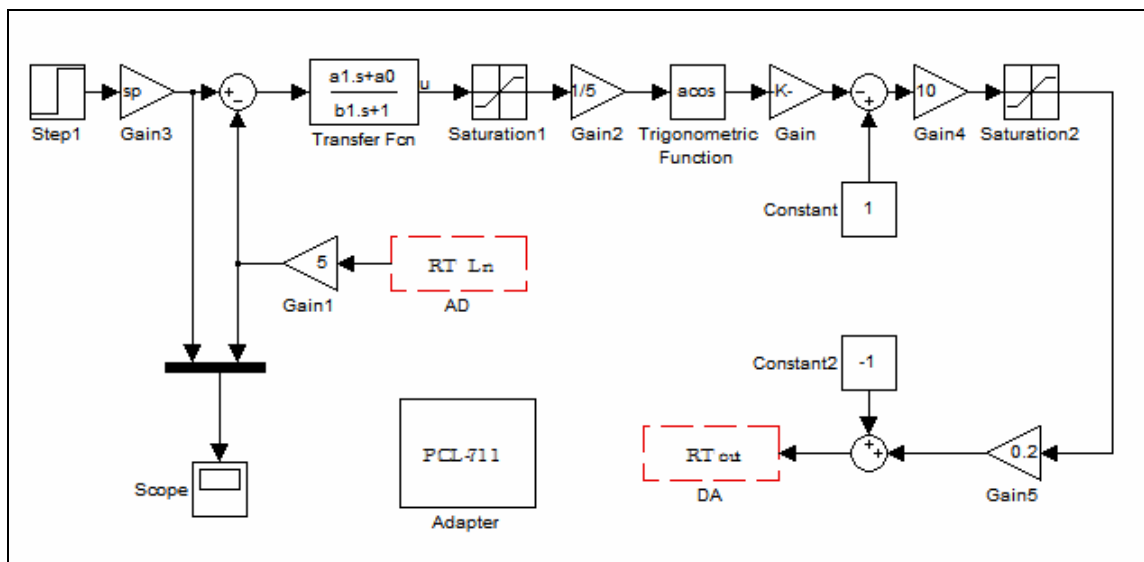 Step1
sp
Gain3
+
−
a1.s+a0
b1.s+1
Transfer Fcn
u
Saturation1
1/5
Gain2
acos
Trigonometric
Function
-K-
Gain
−
+
10
Gain4
Saturation2
Constant
1
5
Gain1
RT Ln
AD
Constant2
-1
Scope
PCL-711
Adapter
RT out
DA
+
+
0.2
Gain5